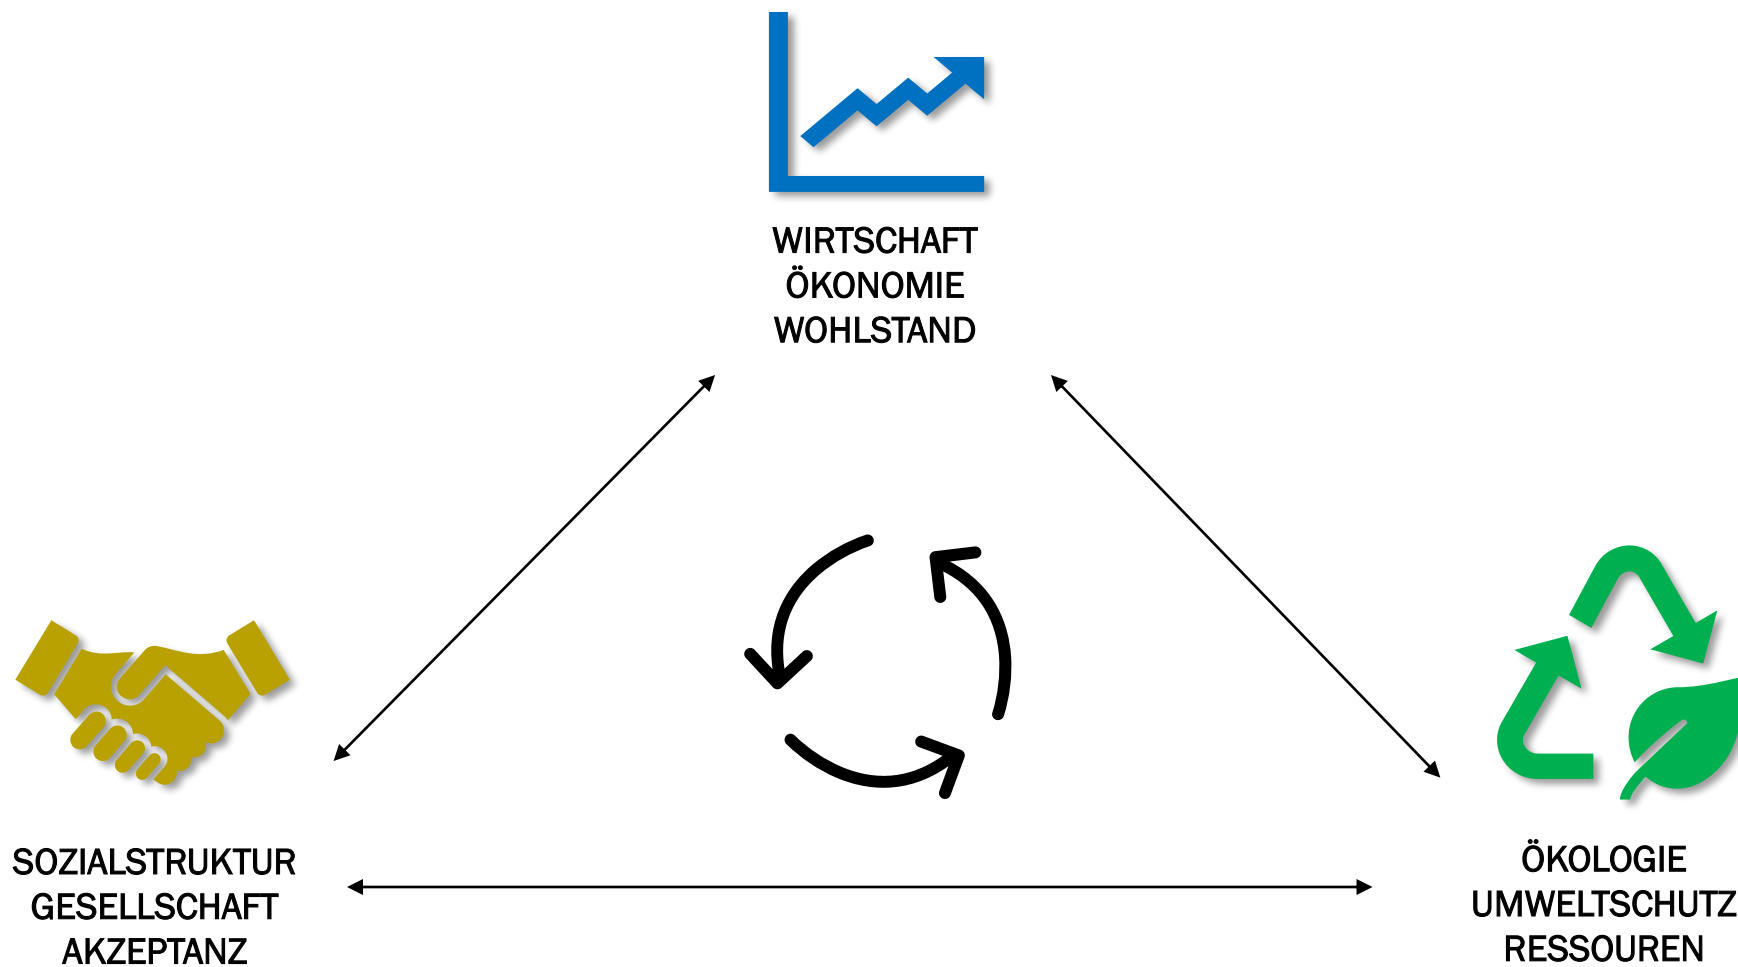 WIRTSCHAFT
ÖKONOMIE
WOHLSTAND
SOZIALSTRUKTUR
GESELLSCHAFT
AKZEPTANZ
ÖKOLOGIE
UMWELTSCHUTZ
RESSOUREN